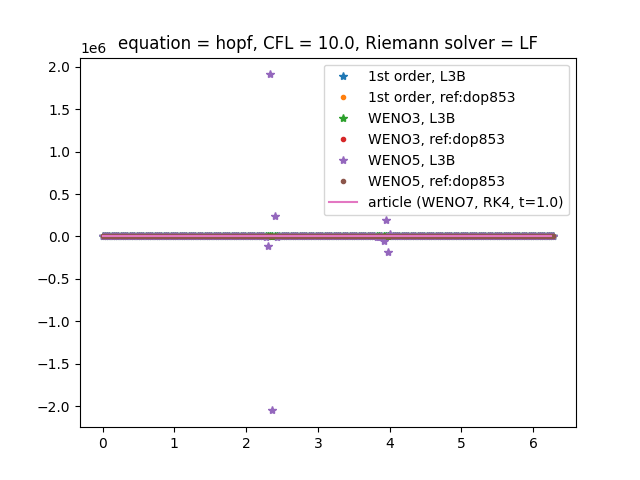 equation = hopf, CFL = 10.0, Riemann solver = LF
1e6
1st order, L3B
1st order, ref:dop853
WENO3, L3B
WENO3, ref:dop853
WENO5, L3B
WENO5, ref:dop853
article (WENO7, RK4, t=1.0)
2.0
1.5
1.0
0.5
0.0
−0.5
−1.0
−1.5
−2.0
0 1 2 3 4 5 6